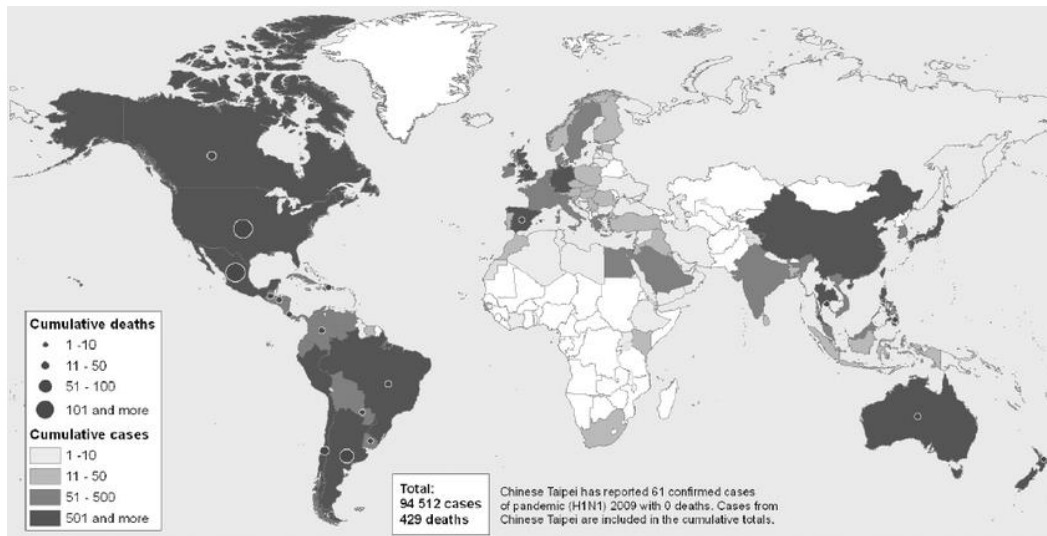 Cumulative deaths
1 -10
11 - 50
51 - 100
101 and more
Cumulative cases
1 -10
11 - 50
51 - 500
501 and more
Total:
94 512 cases
429 deaths
Chinese Taipei has reported 61 confirmed cases
of pandemic (H1N1) 2009 with 0 deaths. Cases from
Chinese Taipei are included in the cumulative totals.